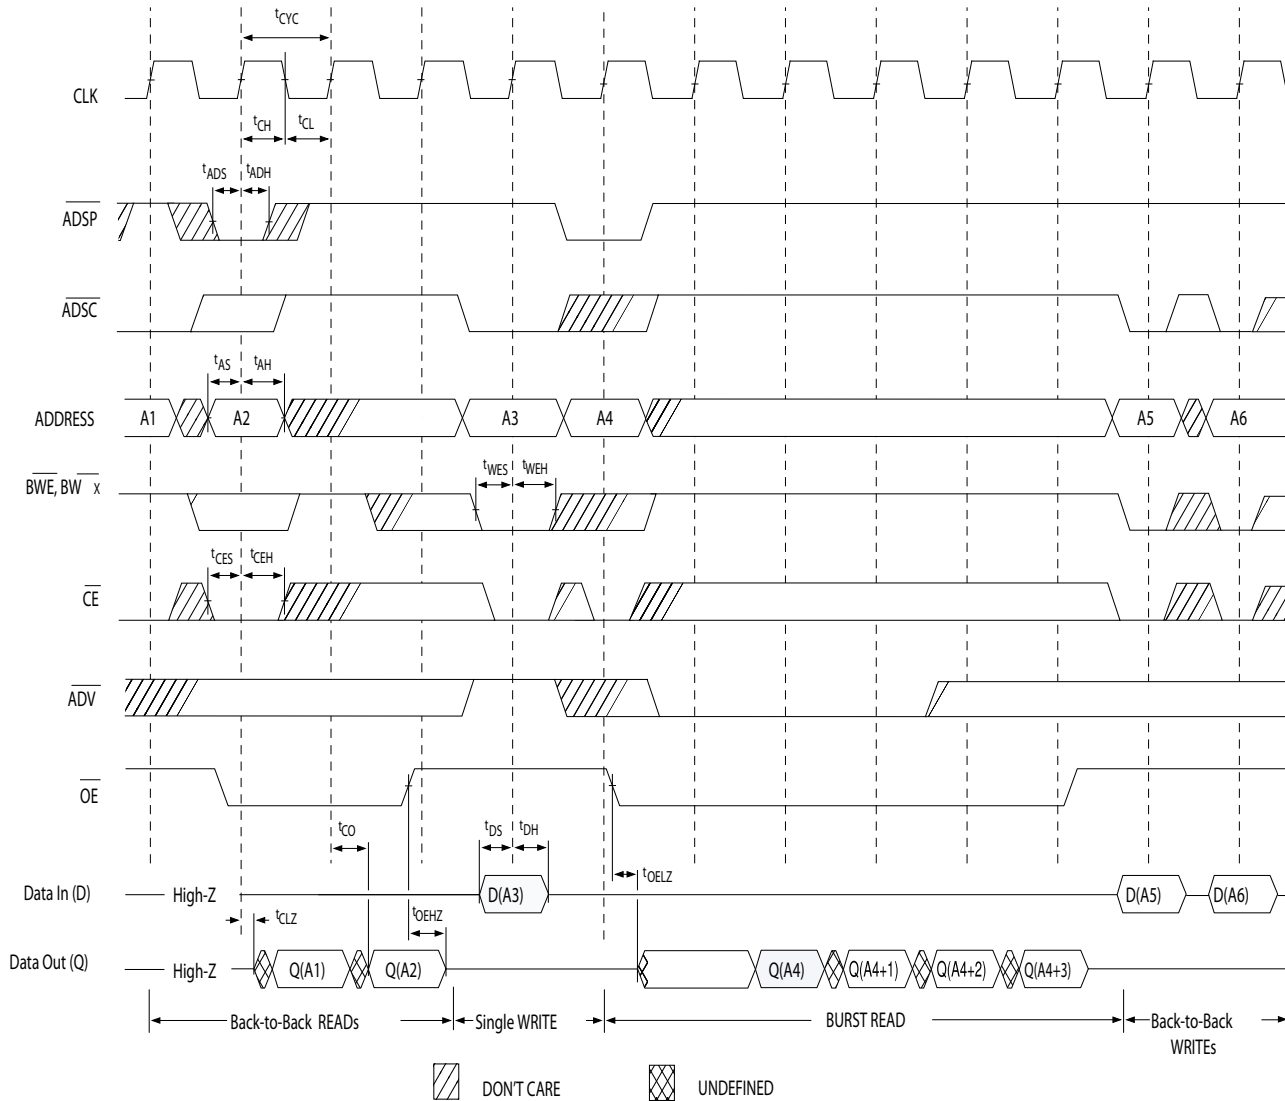 tCYC
CLK
tCH tCL
tADS tADH
ADSP
ADSC
tAS tAH
ADDRESS A1 A2 A3 A4 A5 A6
tWES tWEH
BWE, BW x
tCES tCEH
CE
ADV
OE
tCO tDS tDH
tOELZ
Data In (D) High-Z D(A3) D(A5) D(A6)
tCLZ tOEHZ
Data Out (Q) High-Z Q(A1) Q(A2) Q(A4) Q(A4+1) Q(A4+2) Q(A4+3)
Back-to-Back READs Single WRITE BURST READ Back-to-Back
WRITEs
DON'T CARE UNDEFINED